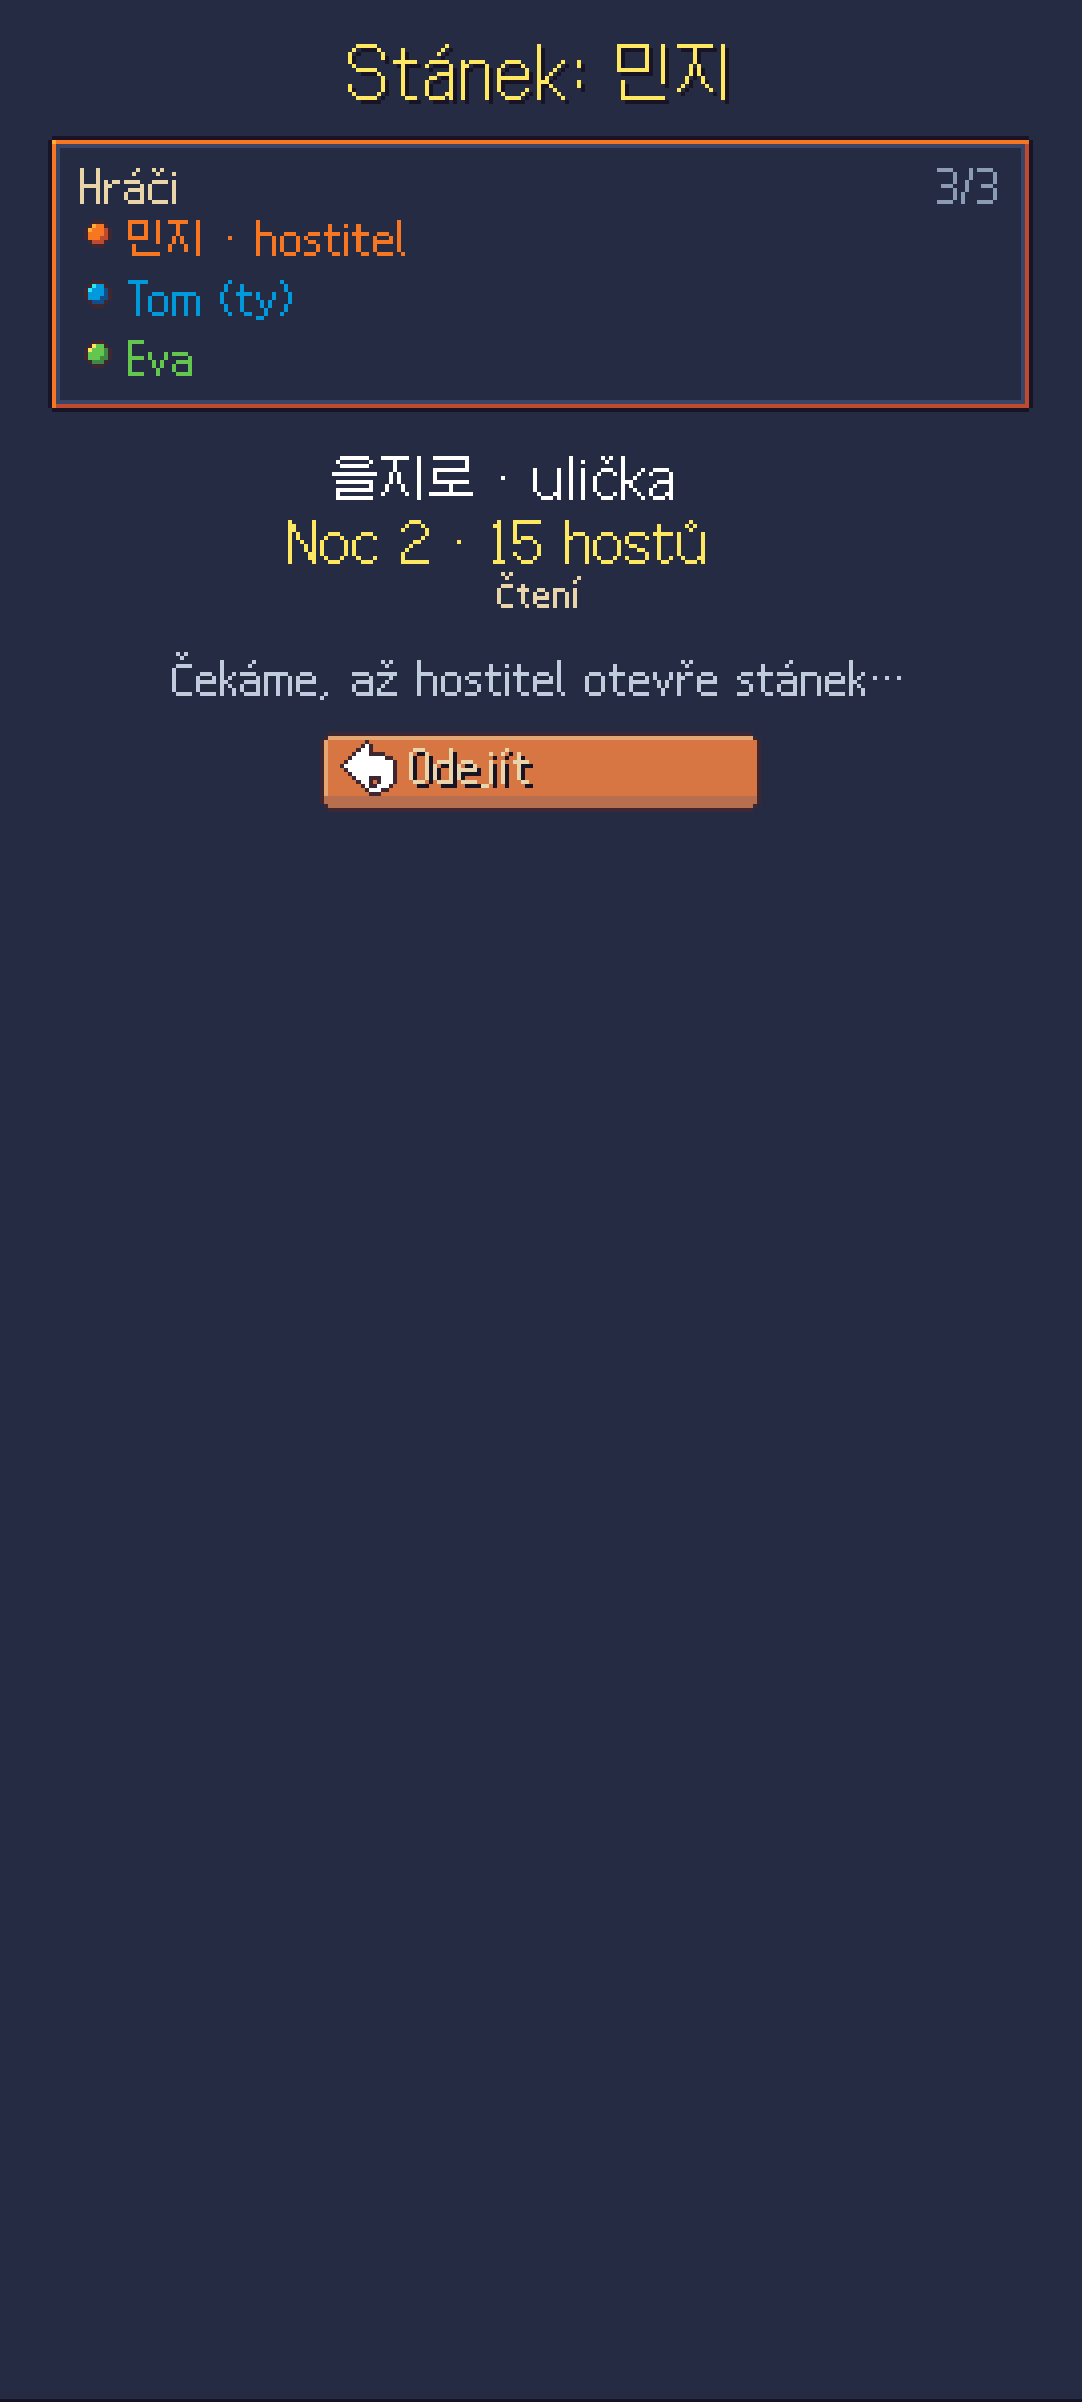 Stánek: 민지
Hráči 3/3
민지 · hostitel
Tom (ty)
Eva
을지로 · ulička
Noc 2 · 15 hostů
Čtení
Čekáme, až hostitel otevře stánek…
Odejít